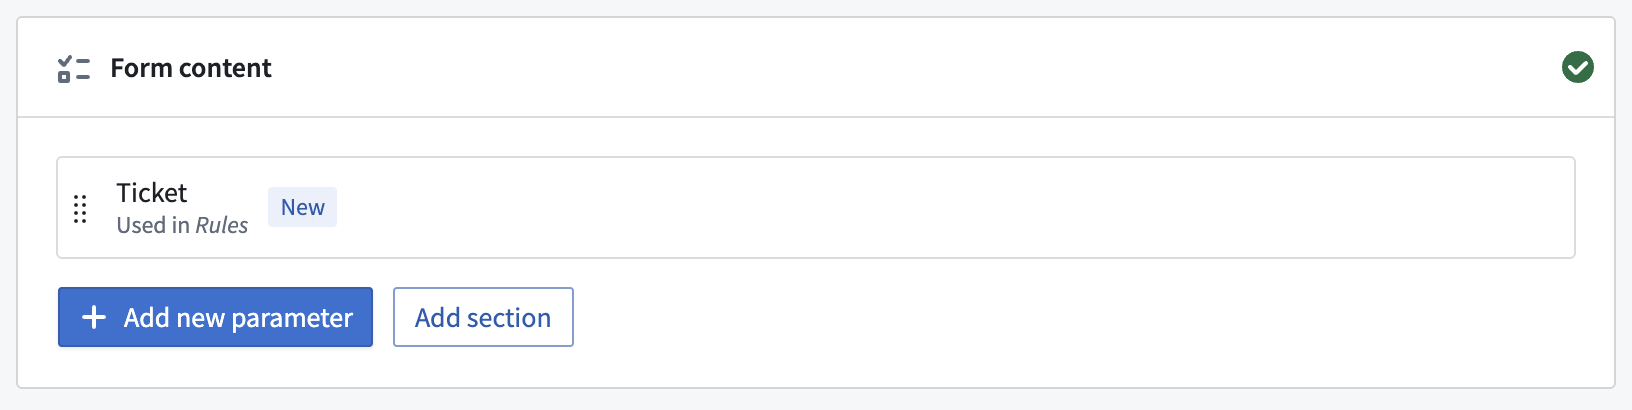 Form content
Ticket
Used in Rules
New
Add new parameter
Add section